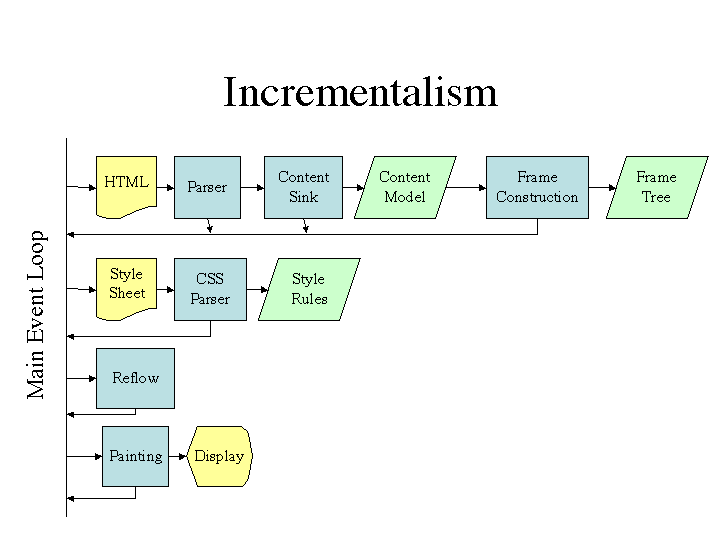 Incrementalism
HTML
Parser
Content
Sink
Content
Model
Frame
Construction
Frame
Tree
Main Event Loop
Style
Sheet
CSS
Parser
Style
Rules
Reflow
Painting
Display